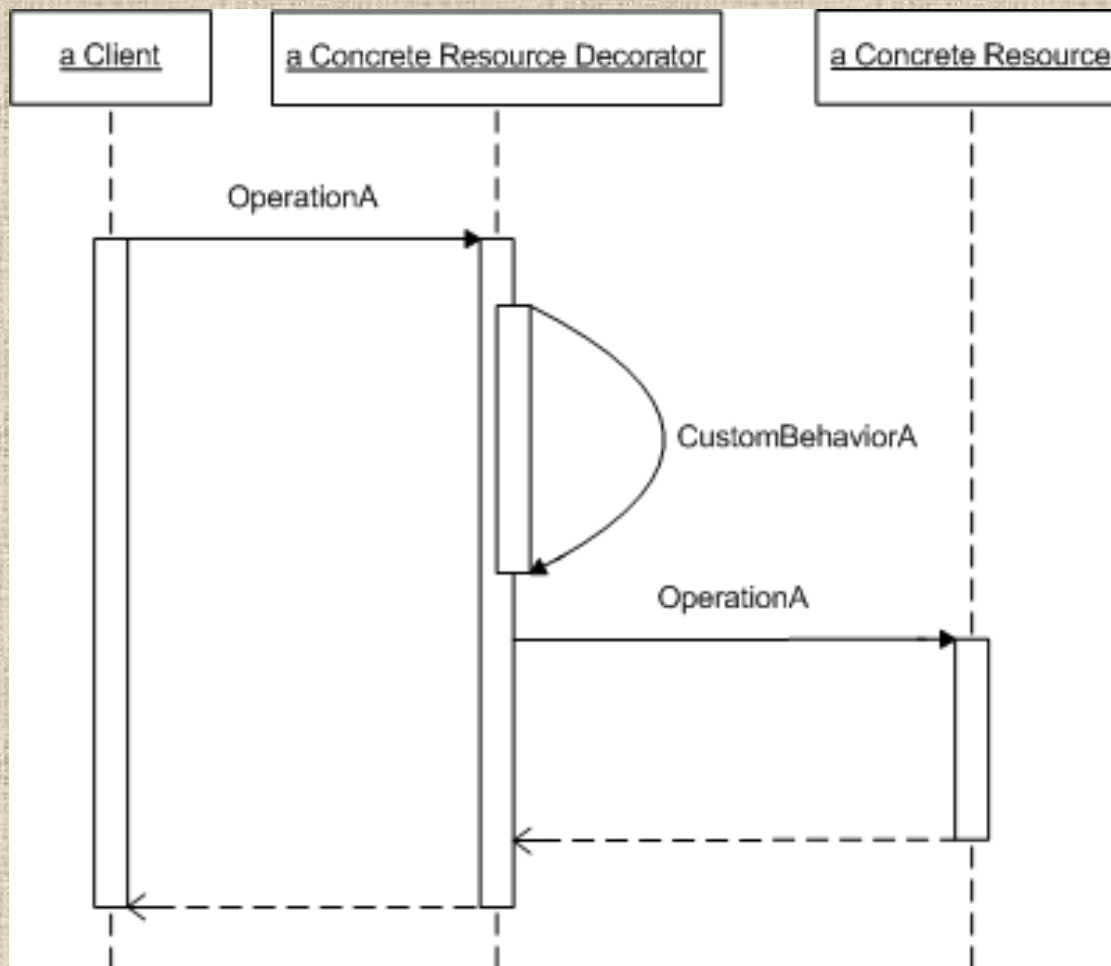 a Client
a Concrete Resource Decorator
a Concrete Resource
OperationA
CustomBehaviorA
OperationA